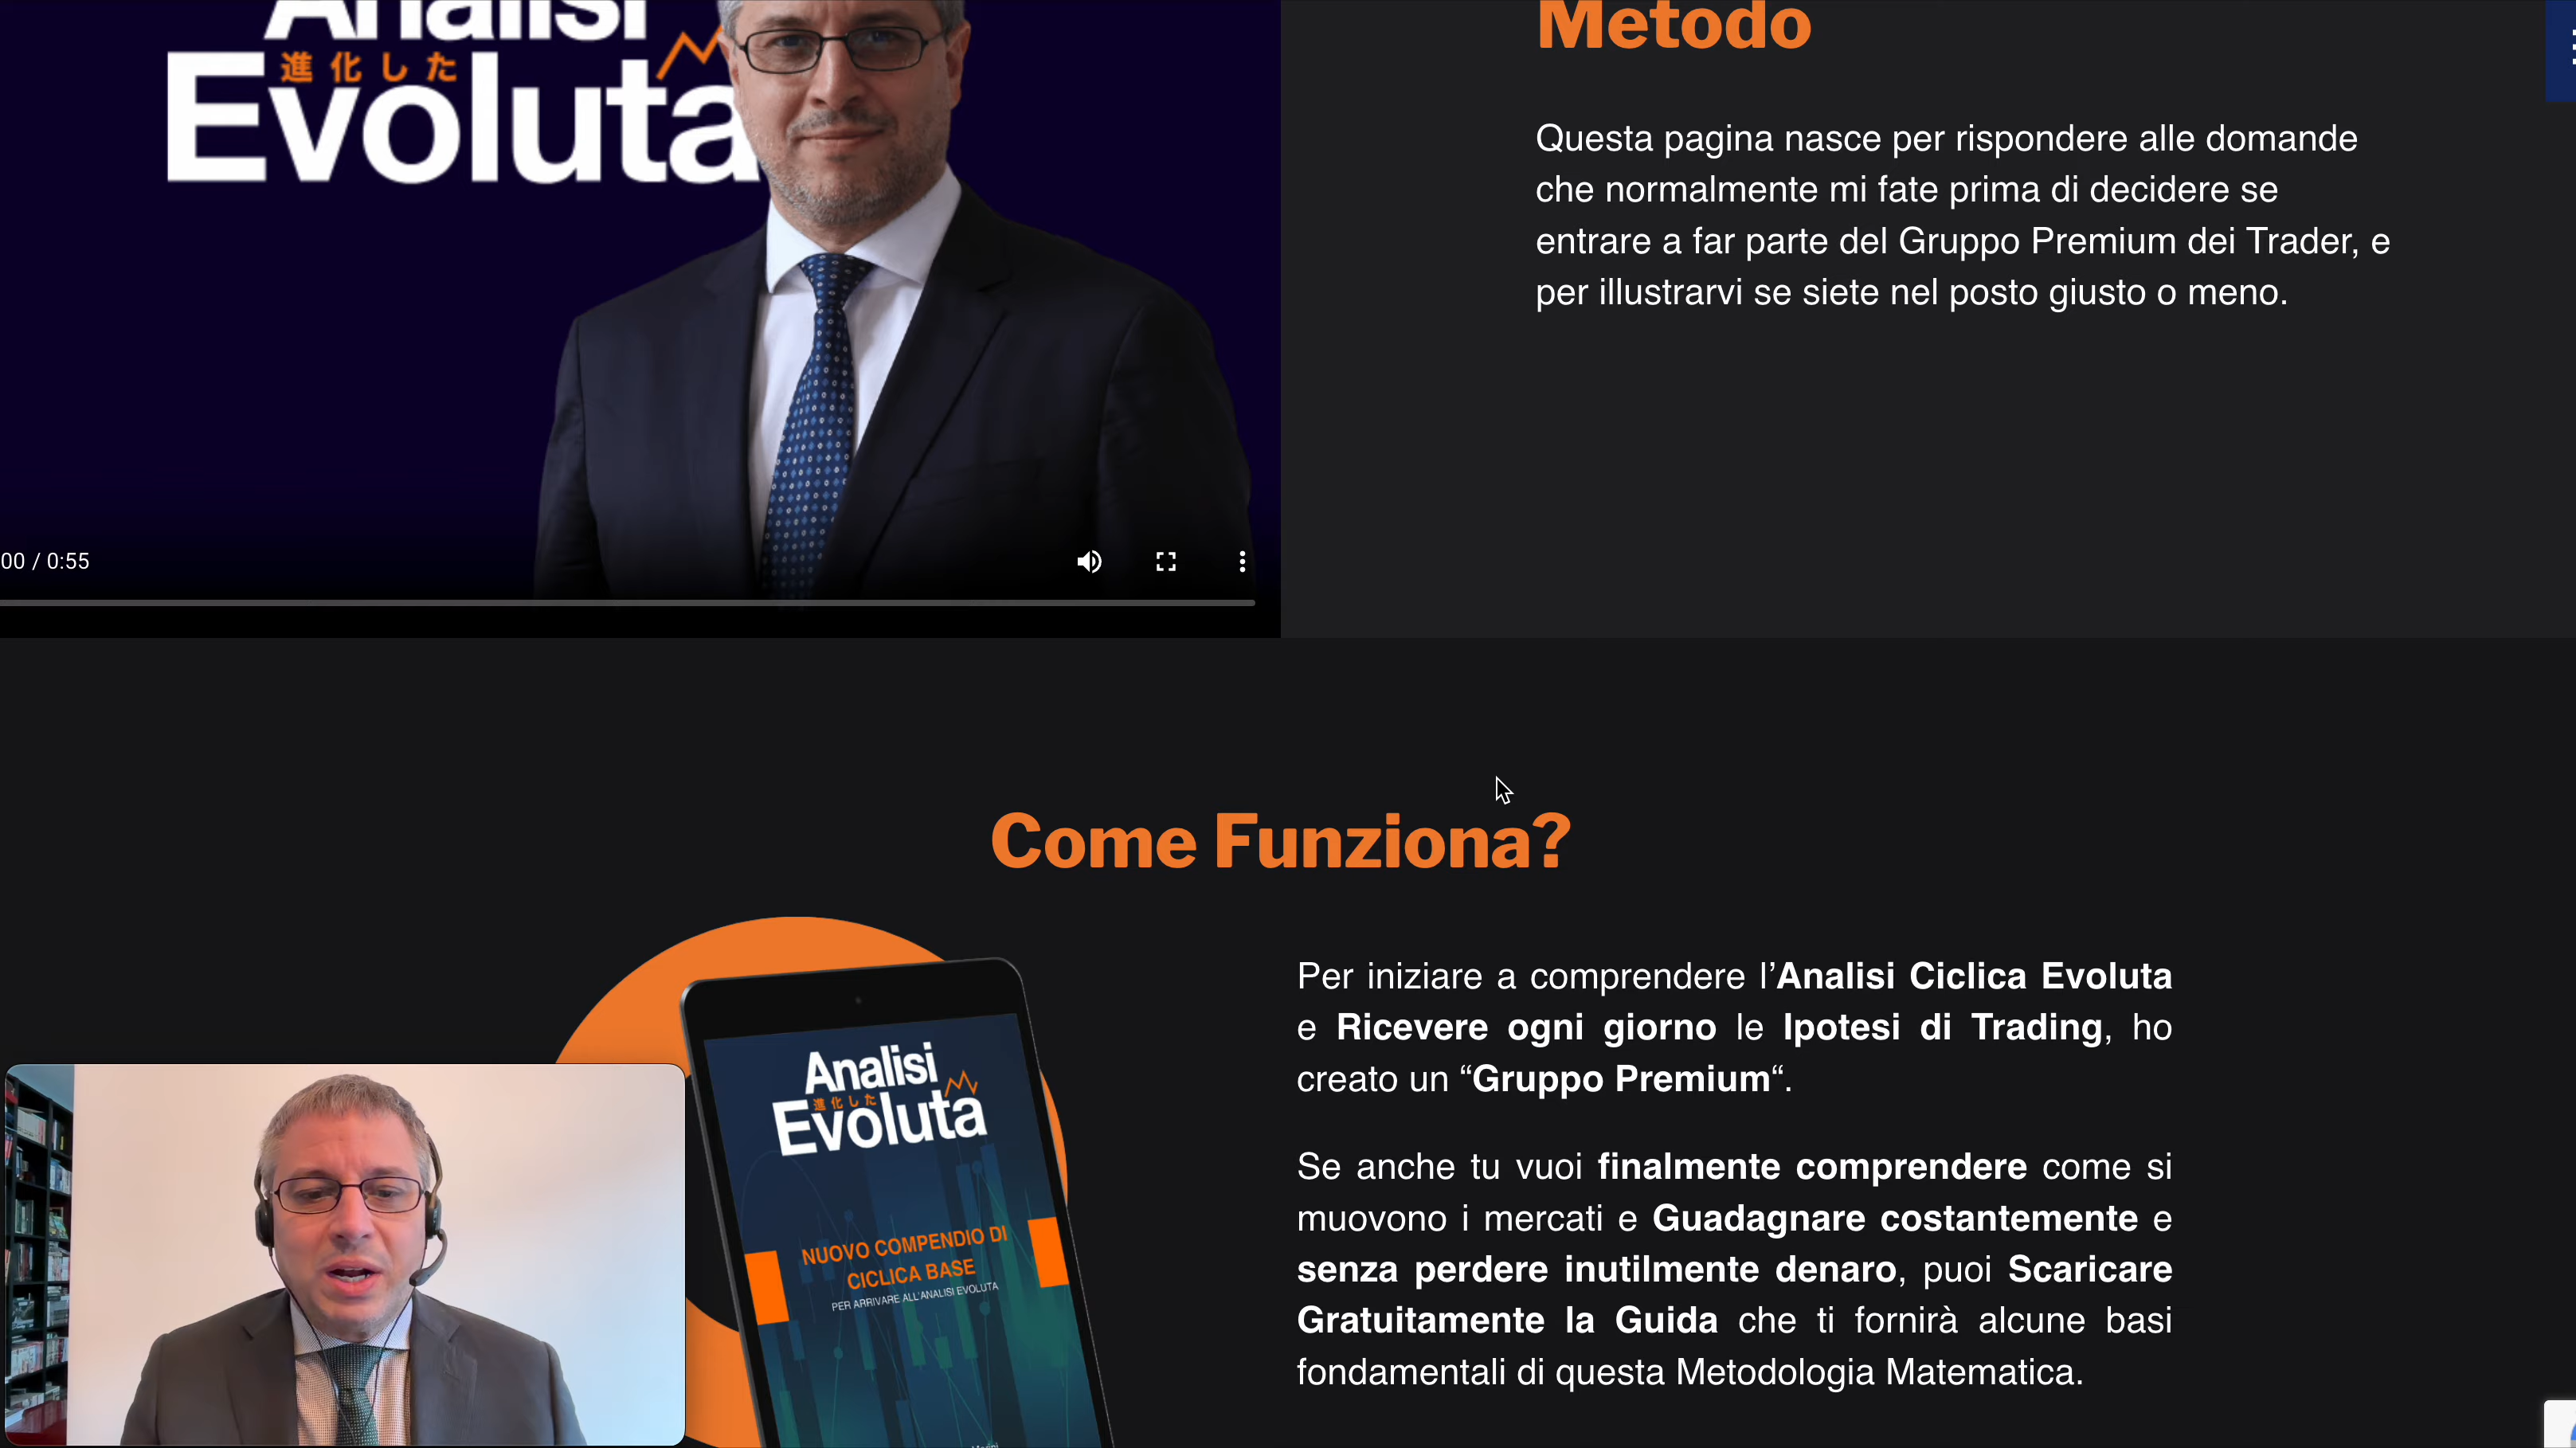 Analisi
進化した
Evoluta
00 / 0:55
Metodo
Questa pagina nasce per rispondere alle domande
che normalmente mi fate prima di decidere se
entrare a far parte del Gruppo Premium dei Trader, e
per illustrarvi se siete nel posto giusto o meno.
Come Funziona?
Analisi
進化した
Evoluta
NUOVO COMPENDIO DI
CICLICA BASE
PER ARRIVARE ALL'ANALISI EVOLUTA
Per iniziare a comprendere l’Analisi Ciclica Evoluta
e Ricevere ogni giorno le Ipotesi di Trading, ho
creato un “Gruppo Premium“.
Se anche tu vuoi finalmente comprendere come si
muovono i mercati e Guadagnare costantemente e
senza perdere inutilmente denaro, puoi Scaricare
Gratuitamente la Guida che ti fornirà alcune basi
fondamentali di questa Metodologia Matematica.